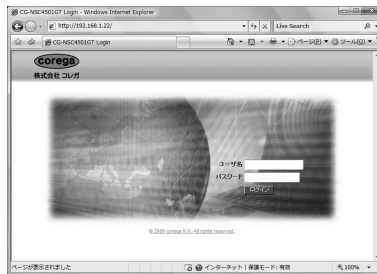 CG-NSC4501GT Login - Windows Internet Explorer
http://192.168.1.22/
Live Search
CG-NSC4501GT Login
ページ(P)
ツール(O)
corega
株式会社 コレガ
ユーザ名
パスワード
ログイン
© 2009 corega K.K. All rights reserved.
ページが表示されました
インターネット | 保護モード: 有効
100%